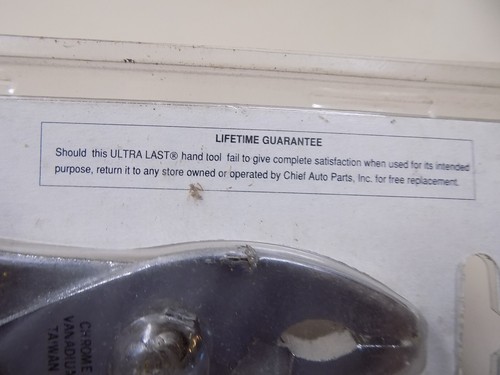 LIFETIME GUARANTEE
Should this ULTRA LAST® hand tool fail to give complete satisfaction when used for its intended
purpose, return it to any store owned or operated by Chief Auto Parts, Inc. for free replacement.
CHROME
VANADIUM
TAIWAN